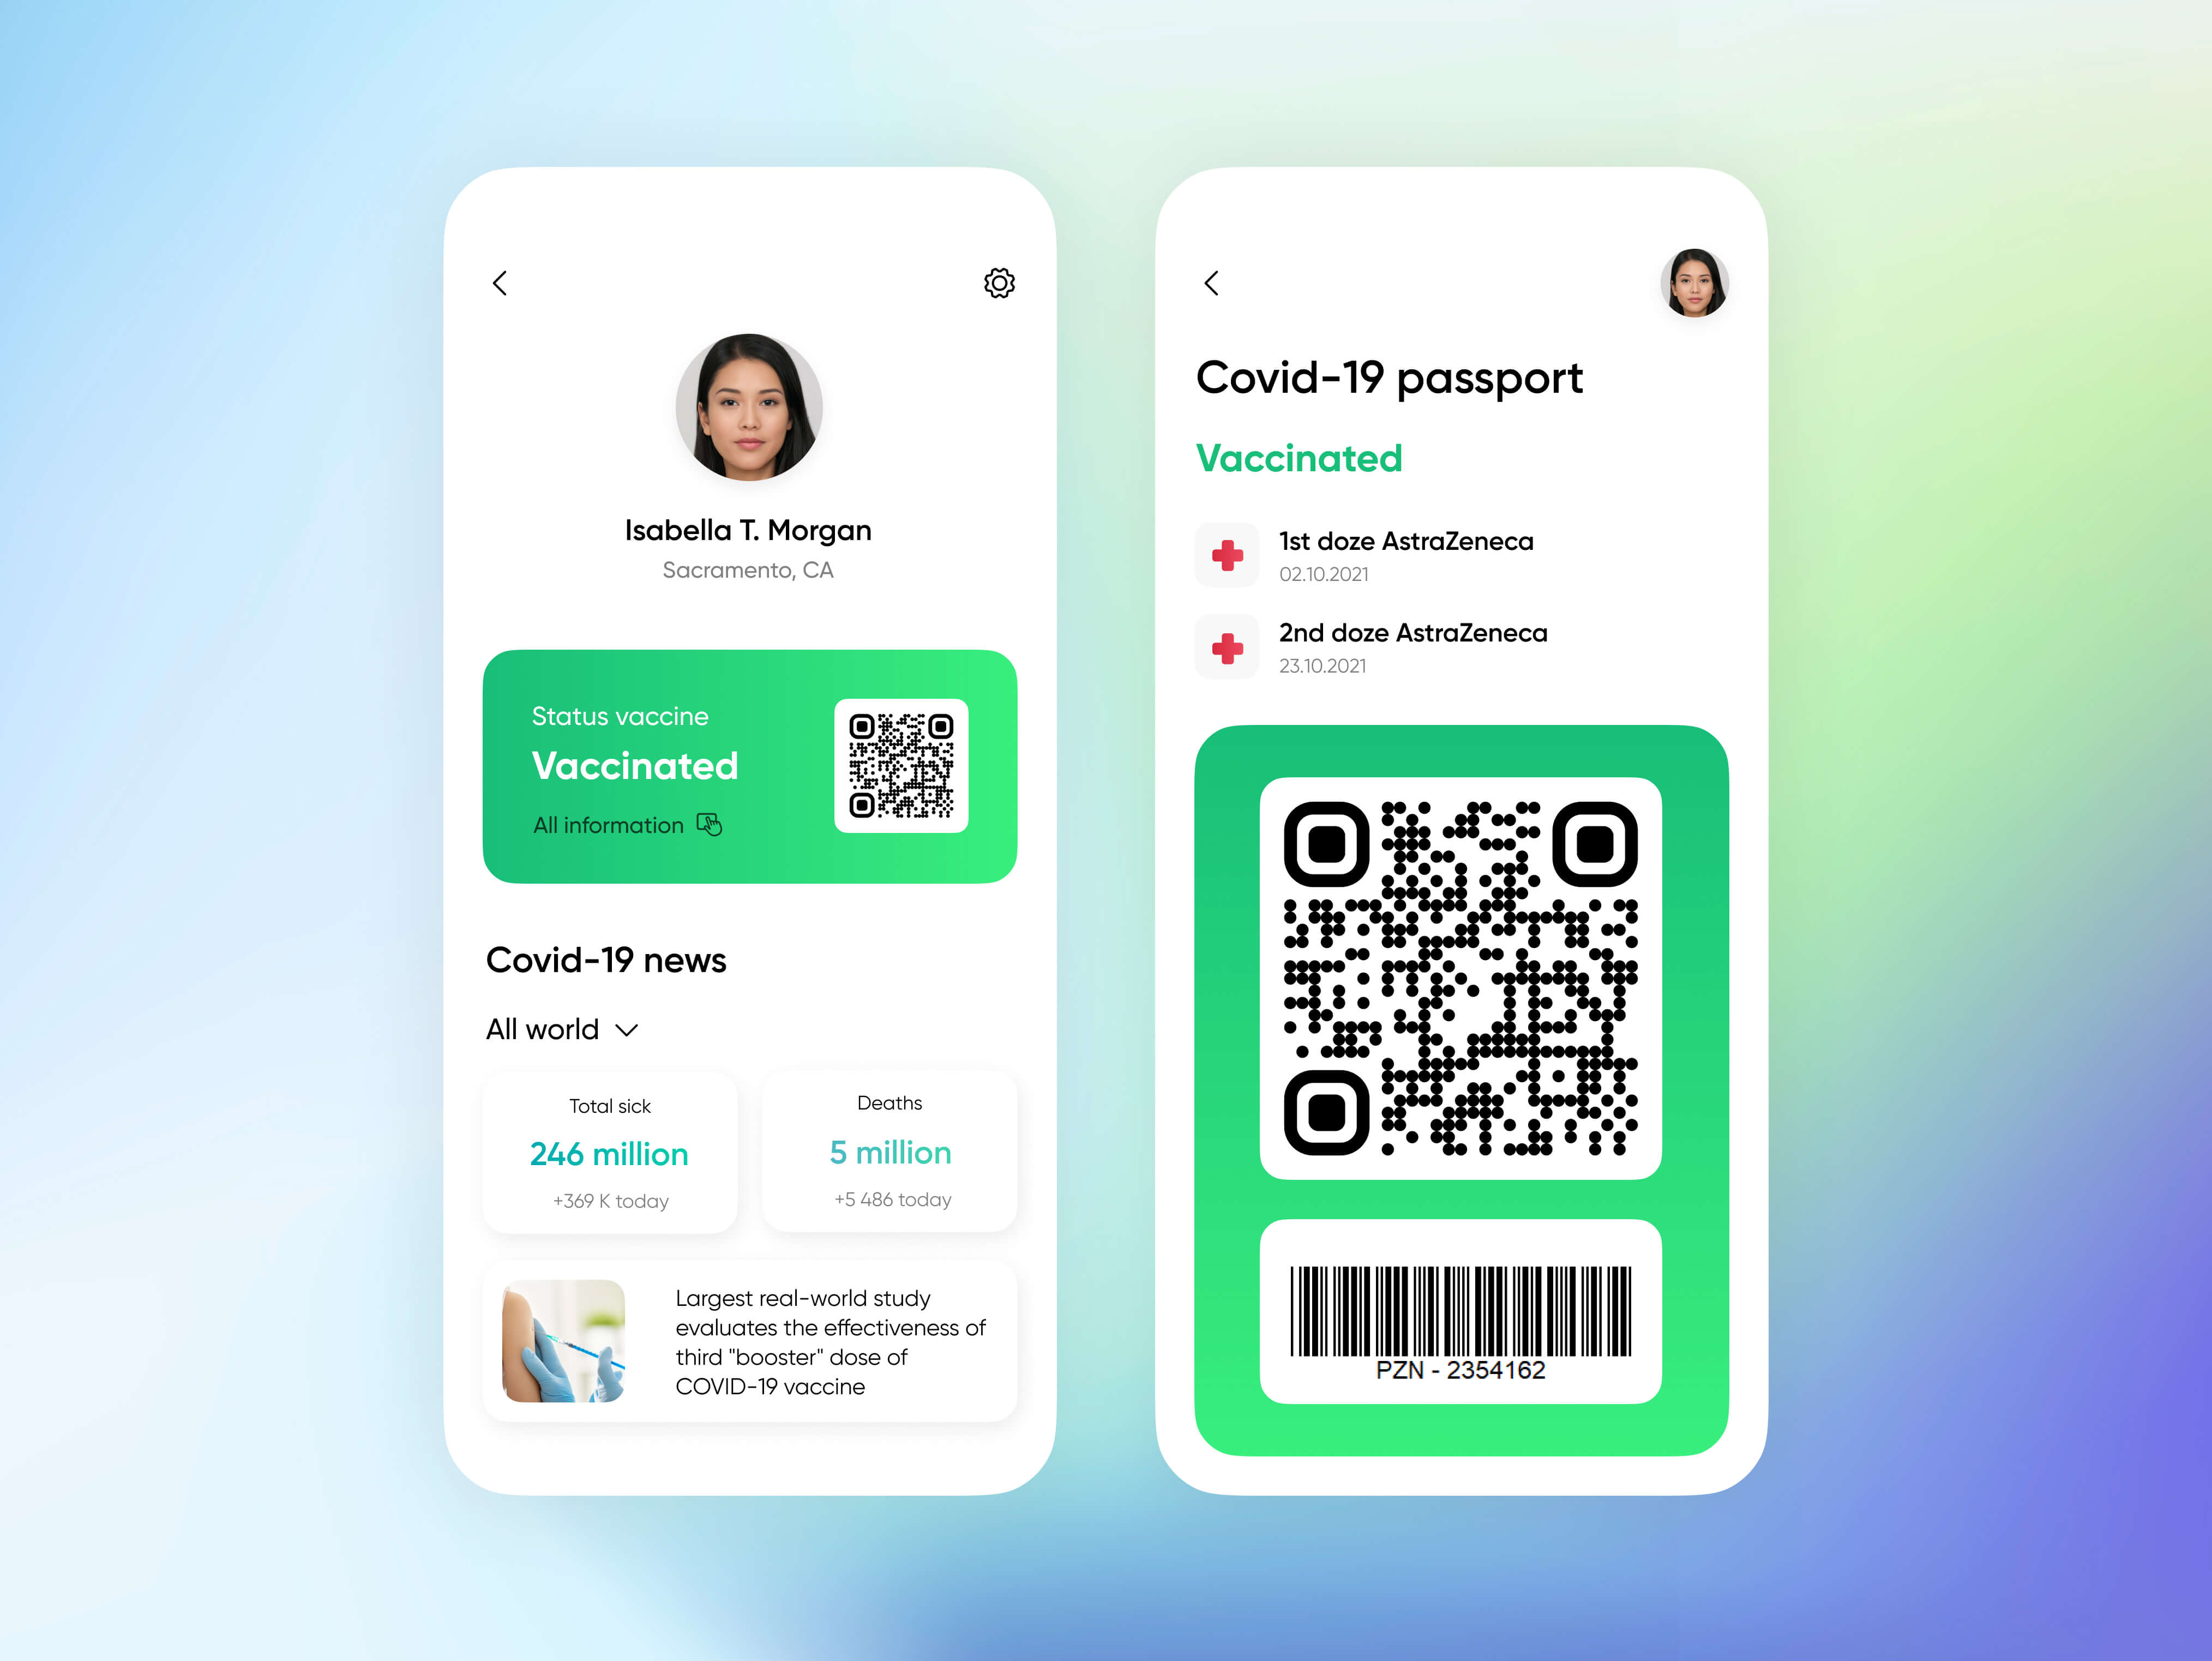 Isabella T. Morgan
Sacramento, CA
Status vaccine
Vaccinated
All information
Covid-19 news
All world
Total sick
246 million
+369 K today
Deaths
5 million
+5 486 today
Largest real-world study
evaluates the effectiveness of
third "booster" dose of
COVID-19 vaccine
Covid-19 passport
Vaccinated
1st doze AstraZeneca
02.10.2021
2nd doze AstraZeneca
23.10.2021
PZN - 2354162